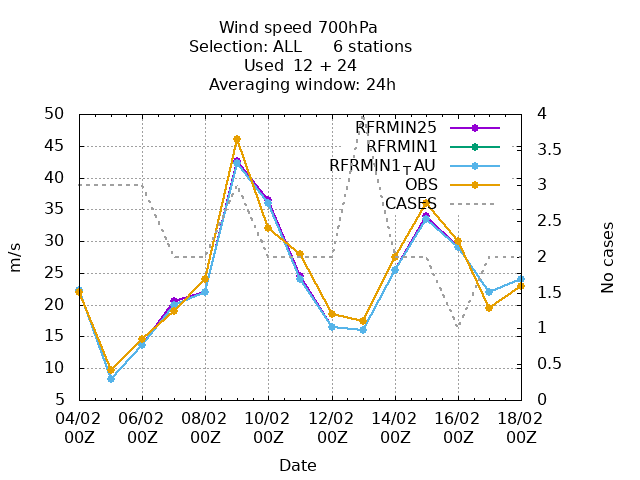 Wind speed 700hPa
Selection: ALL 6 stations
Used 12 + 24
Averaging window: 24h
50
45
40
35
30
25
20
15
10
5
m/s
4
3.5
3
2.5
2
1.5
1
0.5
0
No cases
RFRMIN25
RFRMIN1
RFRMIN1_AU
OBS
CASES
04/02 06/02 08/02 10/02 12/02 14/02 16/02 18/02
00Z 00Z 00Z 00Z 00Z 00Z 00Z 00Z
Date